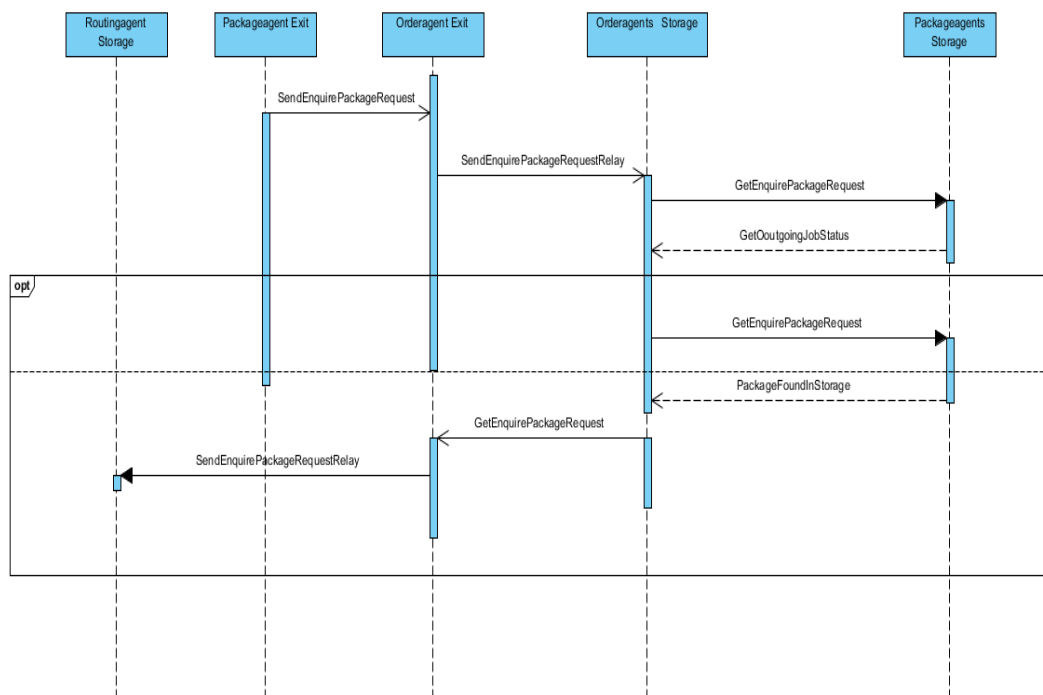 Routingagent
Storage
Packageagent Exit
Orderagent Exit
Orderagents Storage
Packageagents
Storage
SendEnquirePackageRequest
SendEnquirePackageRequestRelay
GetEnquirePackageRequest
GetOoutgoingJobStatus
opt
GetEnquirePackageRequest
PackageFoundInStorage
GetEnquirePackageRequest
SendEnquirePackageRequestRelay